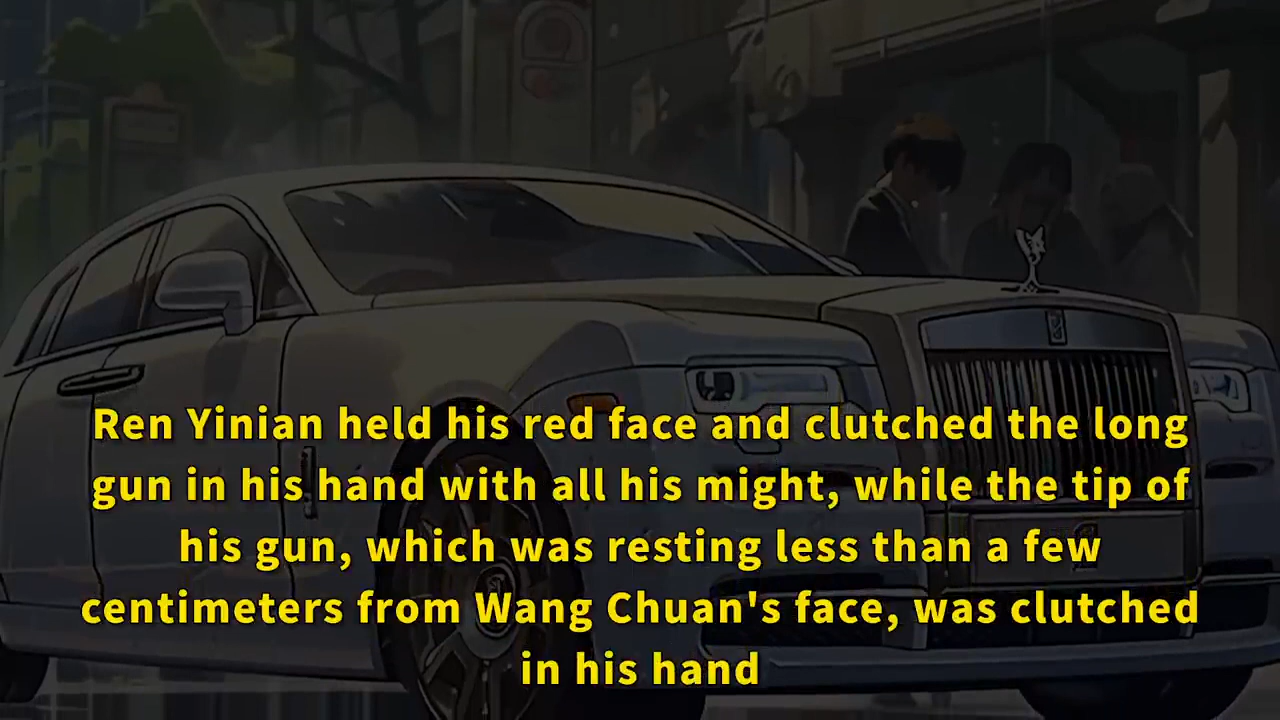 Ren Yinian held his red face and clutched the long
gun in his hand with all his might, while the tip of
his gun, which was resting less than a few
centimeters from Wang Chuan's face, was clutched
in his hand